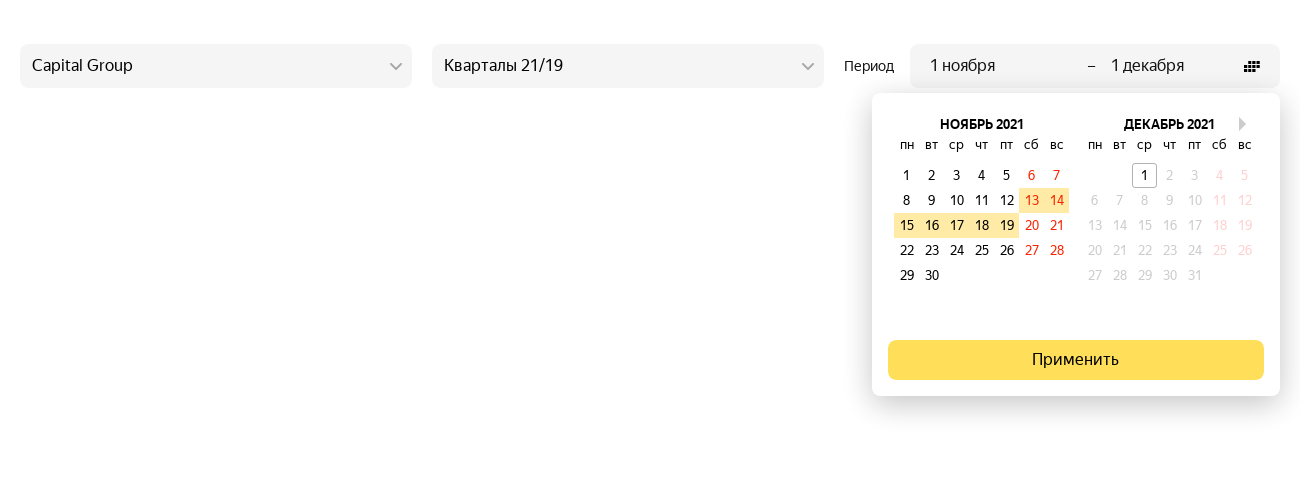 Capital Group
Кварталы 21/19
Период
1 ноября – 1 декабря
НОЯБРЬ 2021
пн вт ср чт пт сб вс
1 2 3 4 5 6 7
8 9 10 11 12 13 14
15 16 17 18 19 20 21
22 23 24 25 26 27 28
29 30
ДЕКАБРЬ 2021
пн вт ср чт пт сб вс
1 2 3 4 5
6 7 8 9 10 11 12
13 14 15 16 17 18 19
20 21 22 23 24 25 26
27 28 29 30 31
Применить